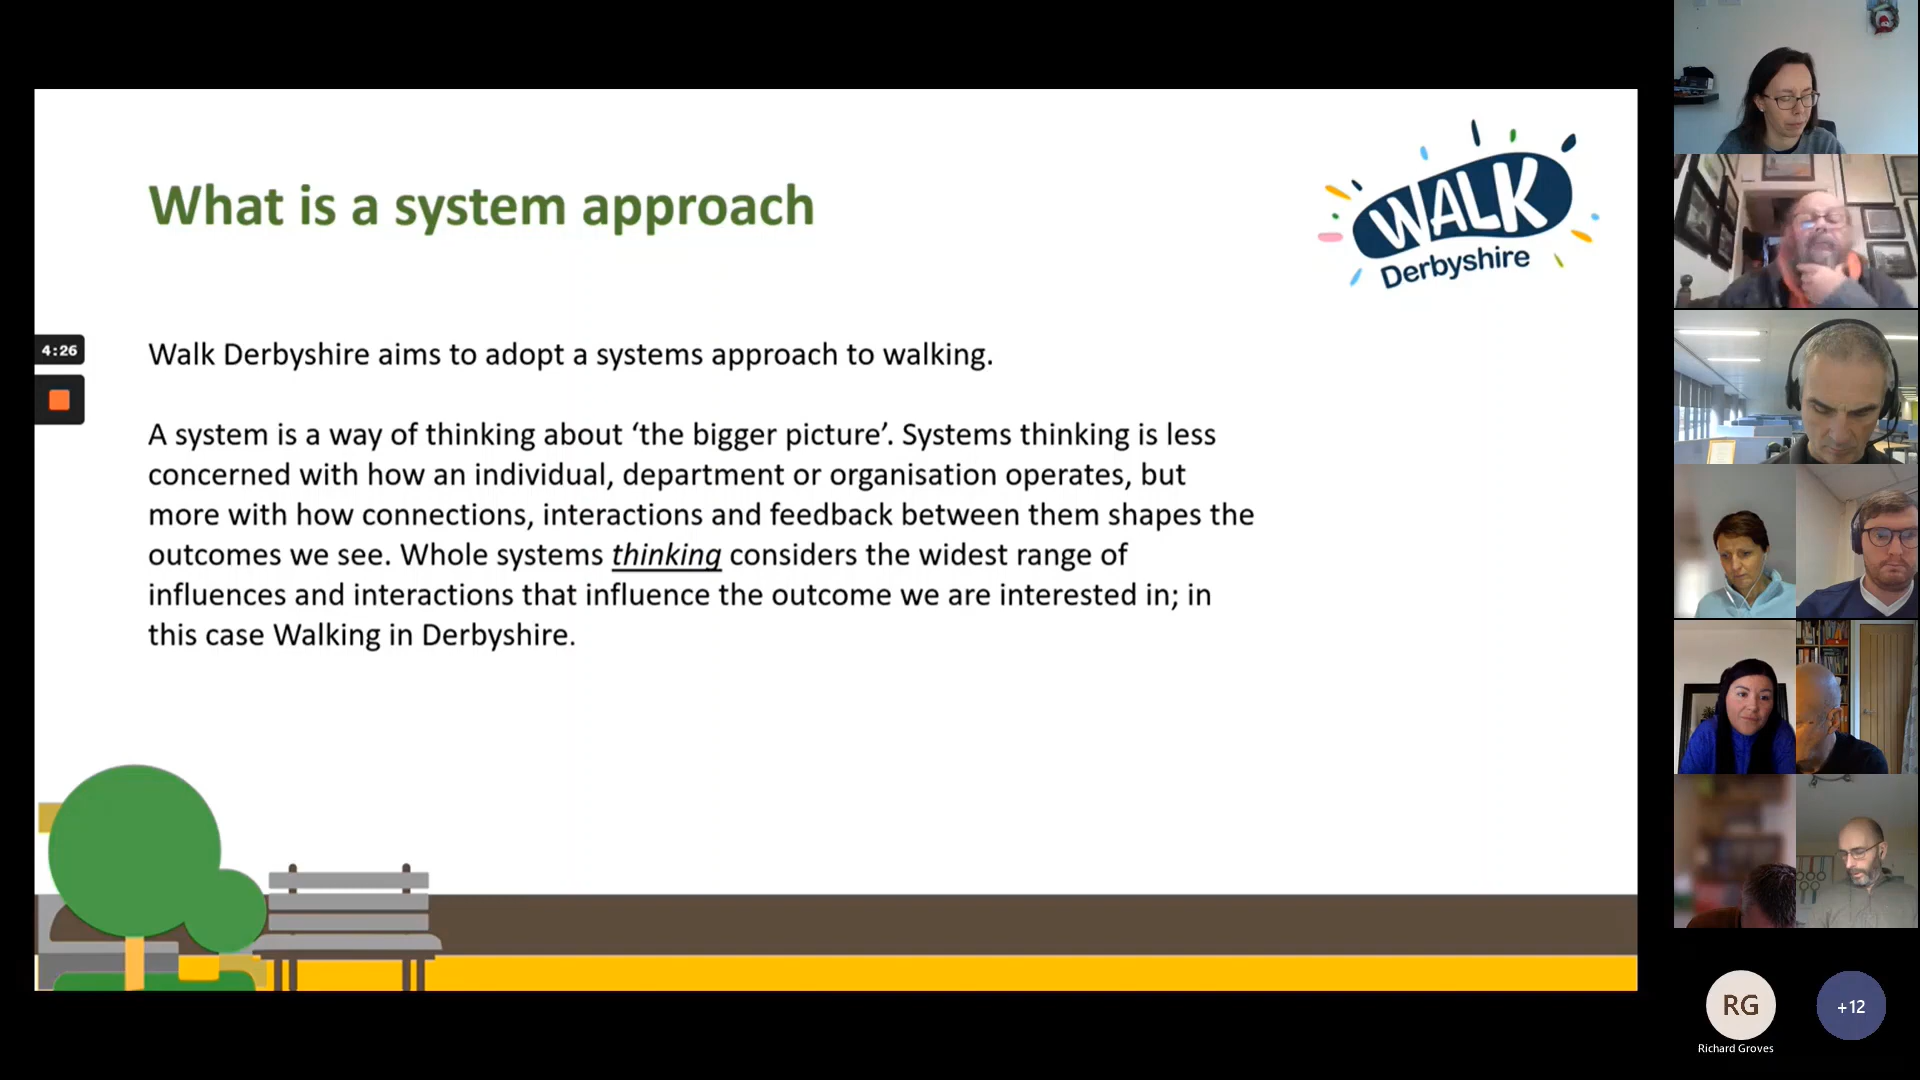 What is a system approach
WALK
Derbyshire
4:26
Walk Derbyshire aims to adopt a systems approach to walking.
A system is a way of thinking about ‘the bigger picture’. Systems thinking is less
concerned with how an individual, department or organisation operates, but
more with how connections, interactions and feedback between them shapes the
outcomes we see. Whole systems thinking considers the widest range of
influences and interactions that influence the outcome we are interested in; in
this case Walking in Derbyshire.
RG
+12
Richard Groves